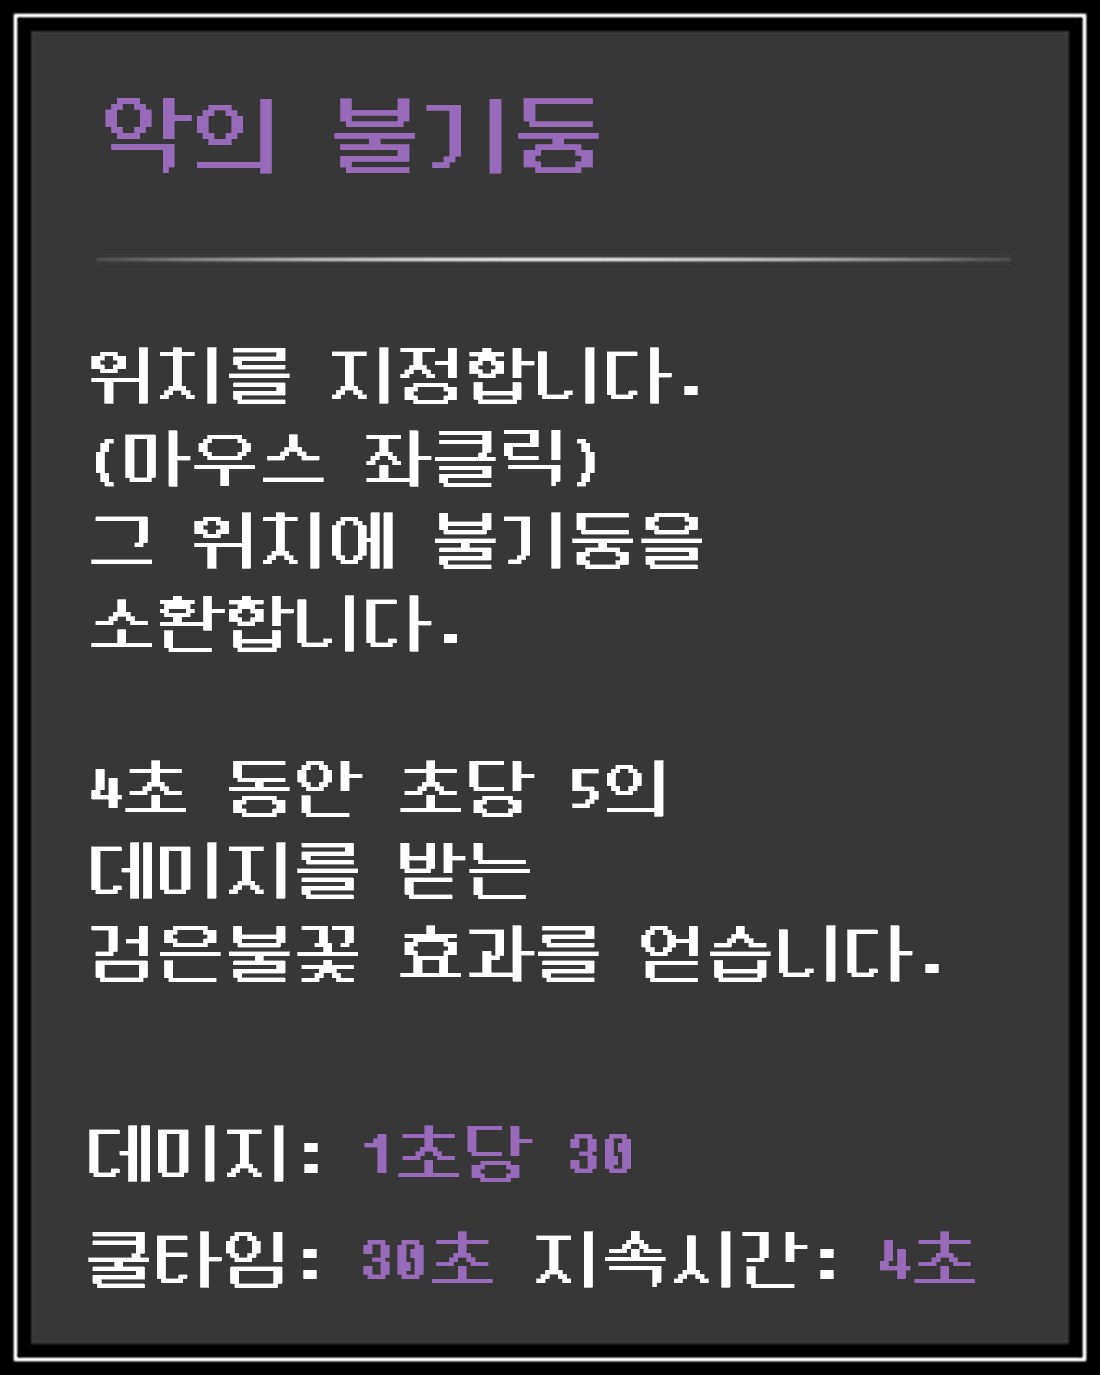 악의 불기둥
위치를 지정합니다.
(마우스 좌클릭)
그 위치에 불기둥을
소환합니다.
4초 동안 초당 5의
데미지를 받는
검은불꽃 효과를 얻습니다.
데미지: 1초당 30
쿨타임: 30초 지속시간: 4초